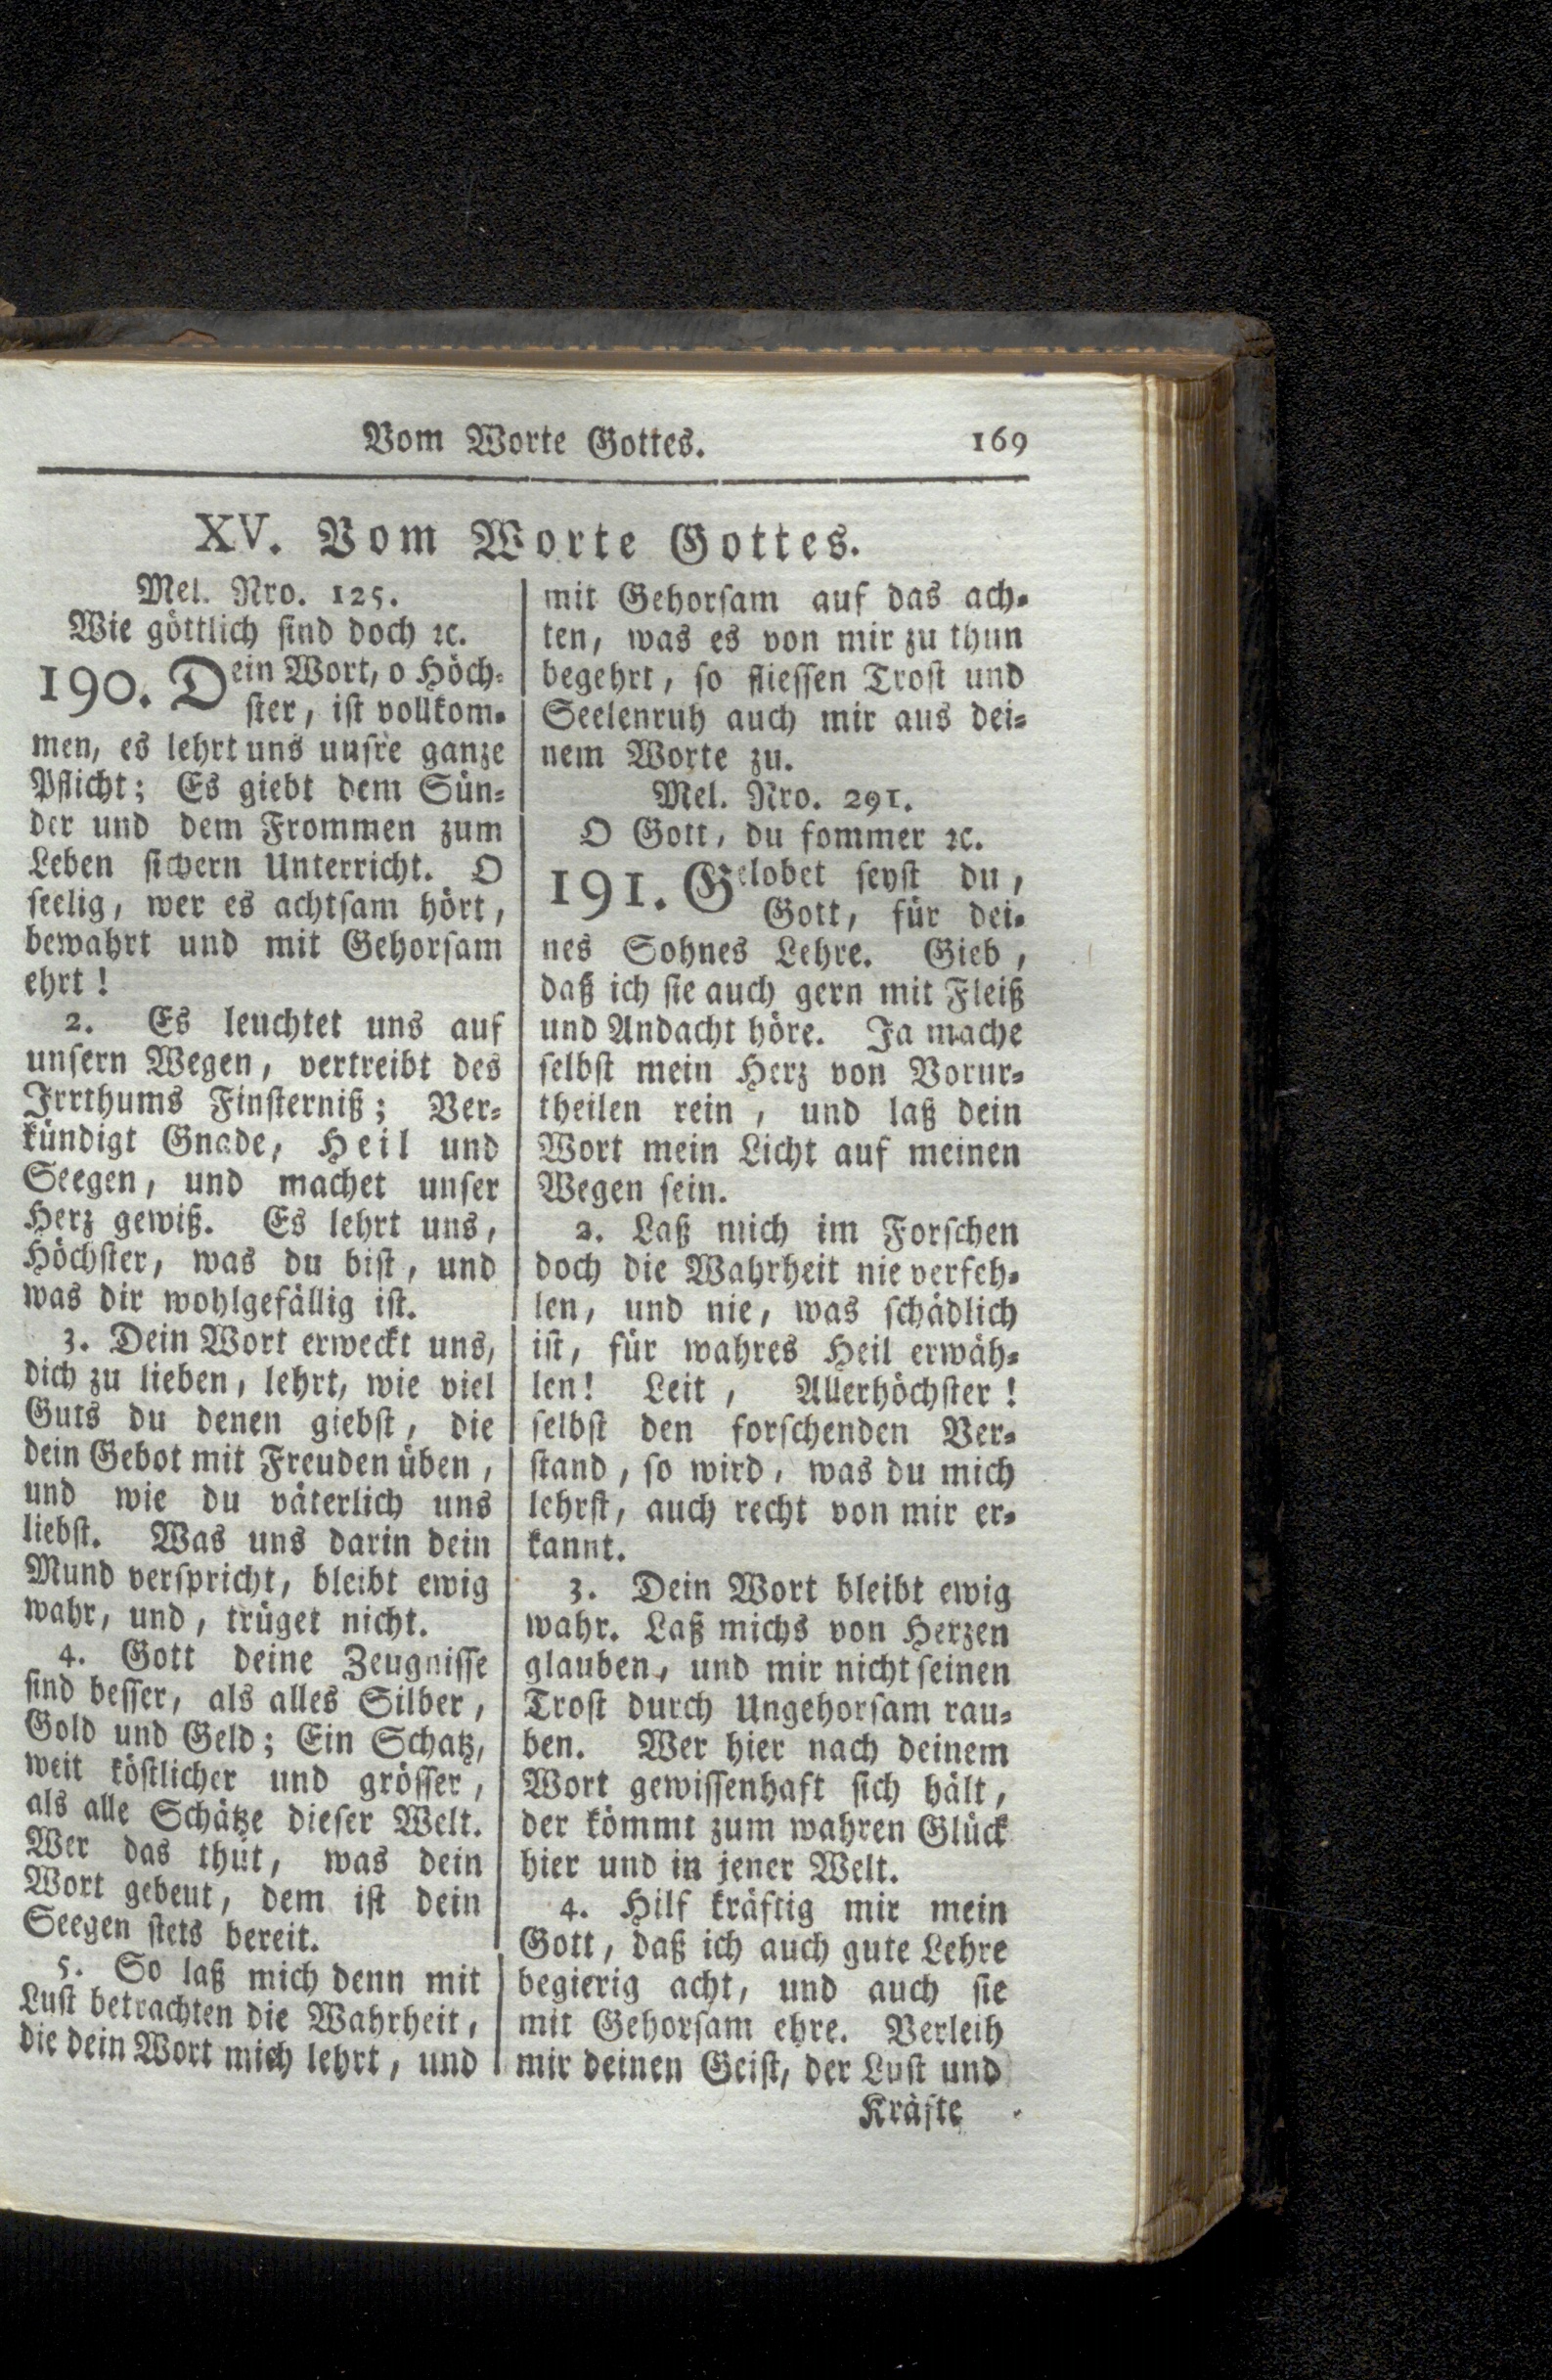 Vom Worte Gottes. 169
XV. Vom Worte Gottes.
Mel. Nro. 125.
Wie göttlich ſind doch ꝛc.
190. Dein Wort, o Höch-
ſter, iſt vollkom-
men, es lehrt uns unſre ganze
Pflicht; Es giebt dem Sün-
der und dem Frommen zum
Leben ſichern Unterricht. O
ſeelig, wer es achtſam hört,
bewahrt und mit Gehorſam
ehrt!
2. Es leuchtet uns auf
unſern Wegen, vertreibt des
Irrthums Finſterniß; Ver-
kündigt Gnade, Heil und
Seegen, und machet unſer
Herz gewiß. Es lehrt uns,
Höchſter, was du biſt, und
was dir wohlgefällig iſt.
3. Dein Wort erweckt uns,
dich zu lieben, lehrt, wie viel
Guts du denen giebſt, die
dein Gebot mit Freuden üben,
und wie du väterlich uns
liebſt. Was uns darin dein
Mund verſpricht, bleibt ewig
wahr, und, trüget nicht.
4. Gott deine Zeugniſſe
ſind beſſer, als alles Silber,
Gold und Geld; Ein Schatz,
weit köſtlicher und gröſſer,
als alle Schätze dieſer Welt.
Wer das thut, was dein
Wort gebeut, dem iſt dein
Seegen ſtets bereit.
5. So laß mich denn mit
Luſt betrachten die Wahrheit,
die dein Wort mich lehrt, und
mit Gehorſam auf das ach-
ten, was es von mir zu thun
begehrt, ſo flieſſen Troſt und
Seelenruh auch mir aus dei-
nem Worte zu.
Mel. Nro. 291.
O Gott, du fommer ꝛc.
191. Gelobet ſeyſt du,
Gott, für dei-
nes Sohnes Lehre. Gieb,
daß ich ſie auch gern mit Fleiß
und Andacht höre. Ja mache
ſelbſt mein Herz von Vorur-
theilen rein, und laß dein
Wort mein Licht auf meinen
Wegen ſein.
2. Laß mich im Forſchen
doch die Wahrheit nie verfeh-
len, und nie, was ſchädlich
iſt, für wahres Heil erwäh-
len! Leit, Allerhöchſter!
ſelbſt den forſchenden Ver-
ſtand, ſo wird, was du mich
lehrſt, auch recht von mir er-
kannt.
3. Dein Wort bleibt ewig
wahr. Laß michs von Herzen
glauben, und mir nicht ſeinen
Troſt durch Ungehorſam rau-
ben. Wer hier nach deinem
Wort gewiſſenhaft ſich hält,
der kömmt zum wahren Glück
hier und in jener Welt.
4. Hilf kräftig mir mein
Gott, daß ich auch gute Lehre
begierig acht, und auch ſie
mit Gehorſam ehre. Verleih
mir deinen Geiſt, der Luſt und
Kräfte